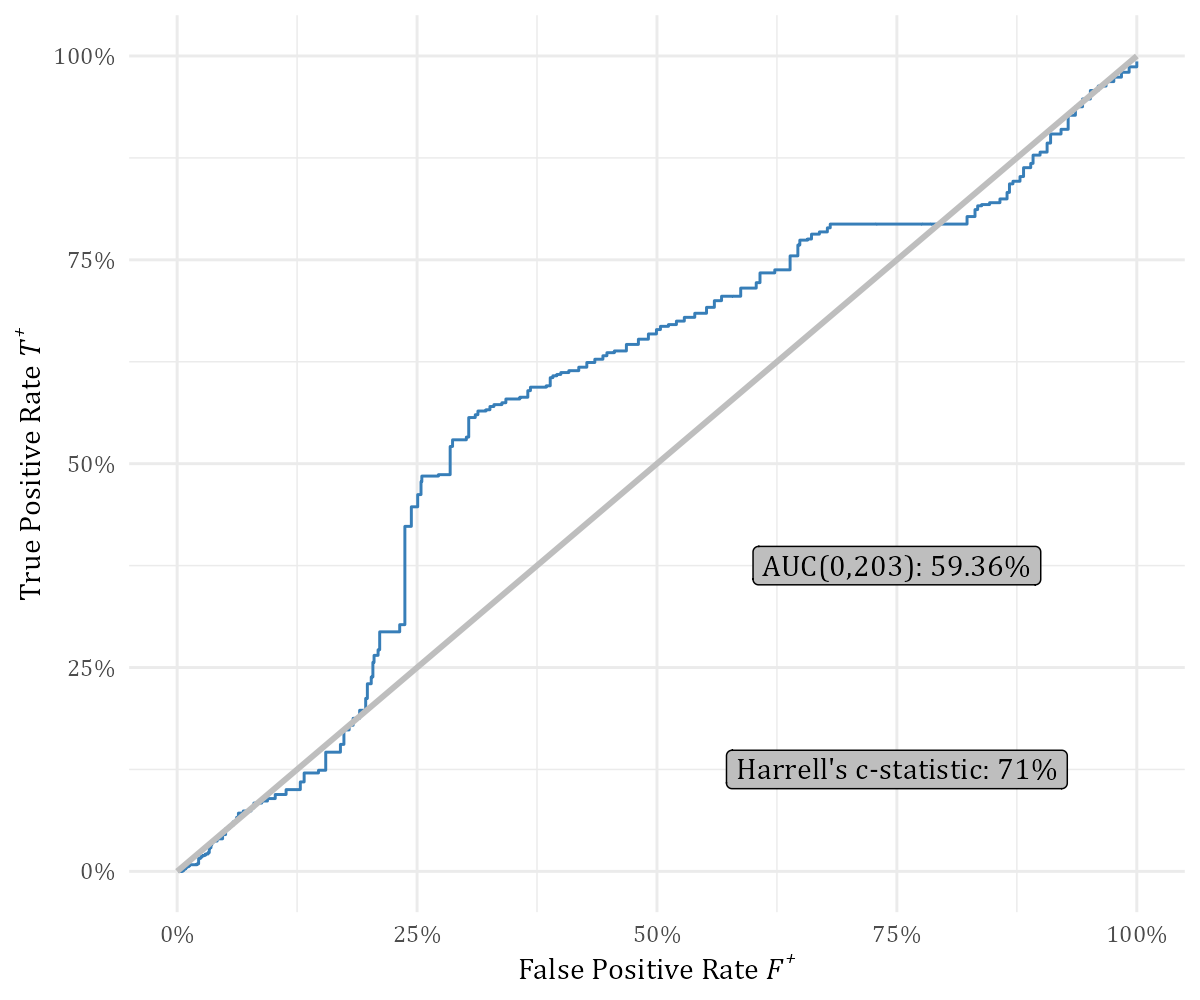 100%
75%
50%
25%
0%
True Positive Rate T⁺
AUC(0,203): 59.36%
Harrell's c-statistic: 71%
0%
25%
50%
75%
100%
False Positive Rate F⁺